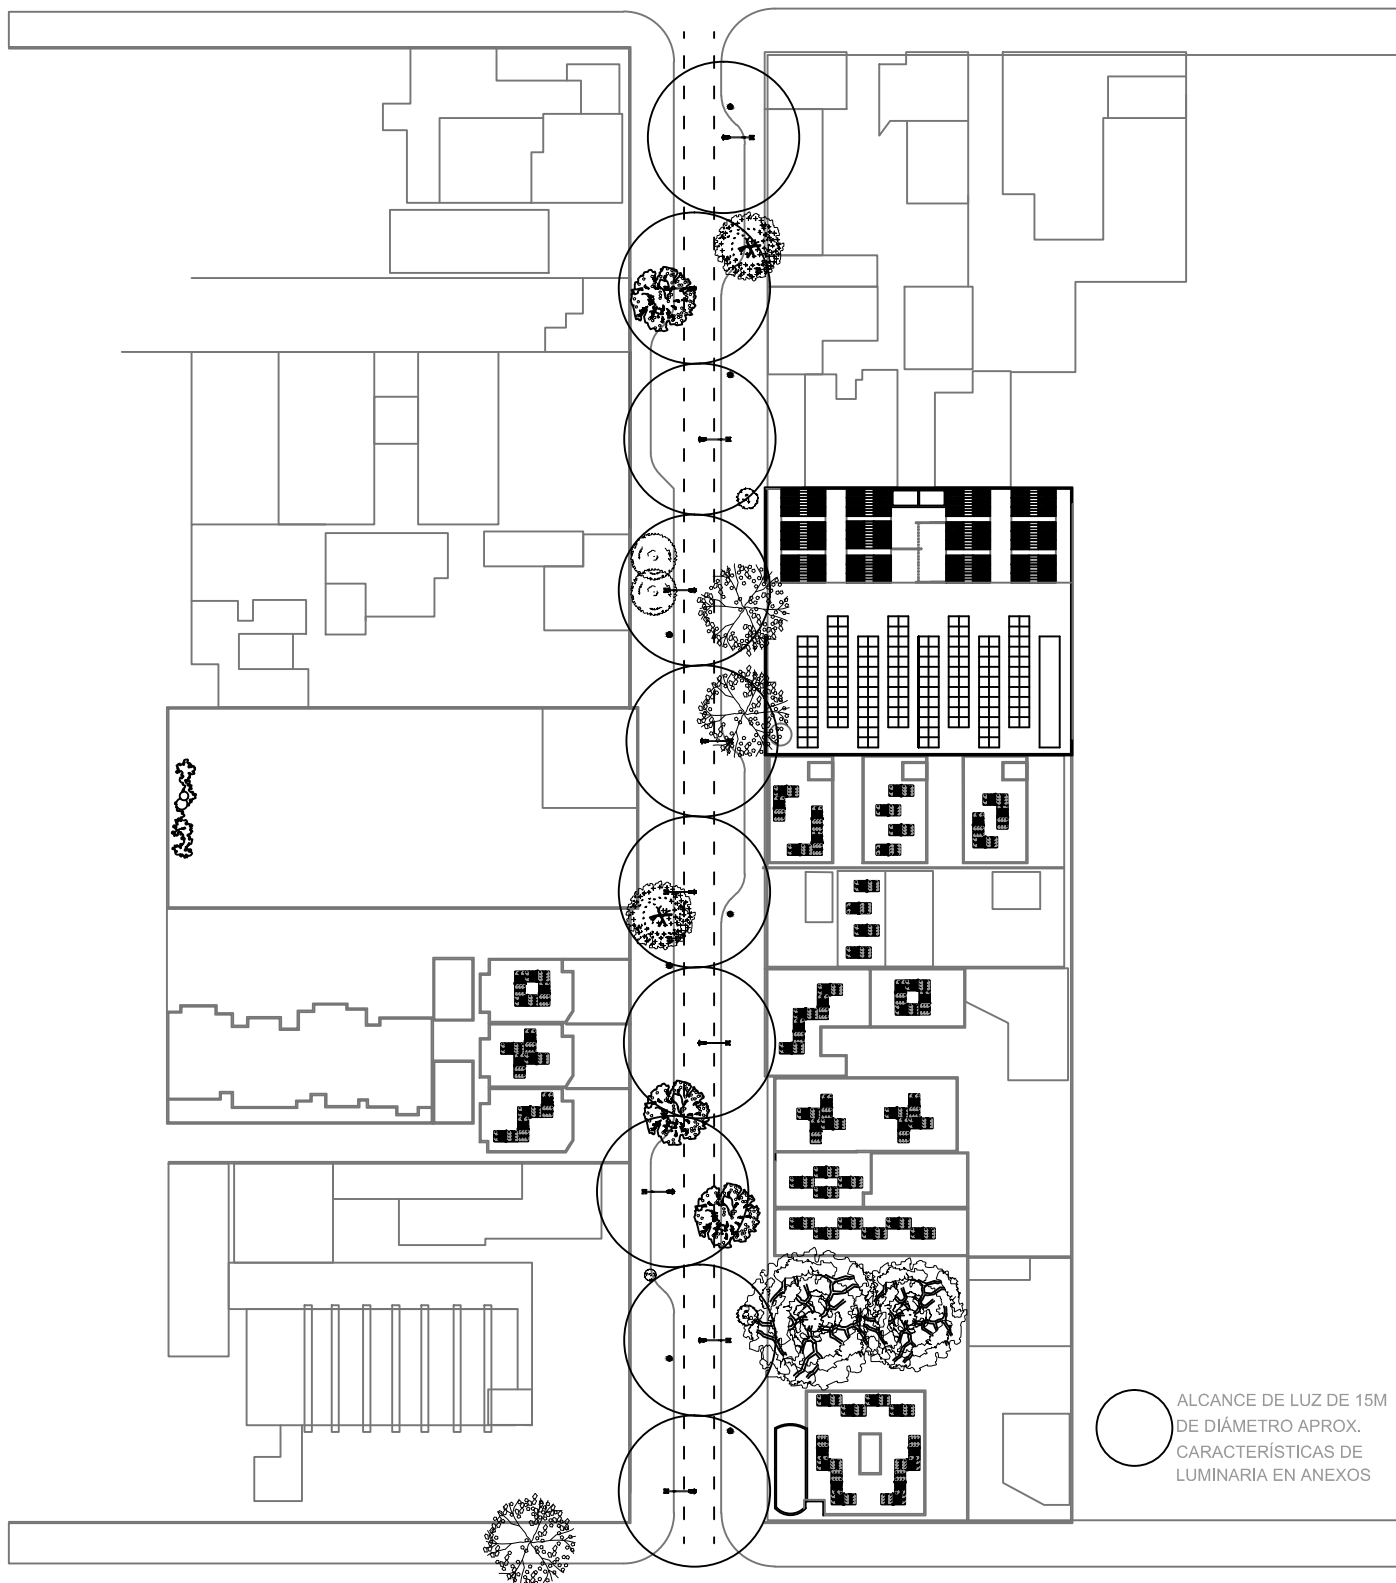 ALCANCE DE LUZ DE 15M
DE DIÁMETRO APROX.
CARACTERÍSTICAS DE
LUMINARIA EN ANEXOS